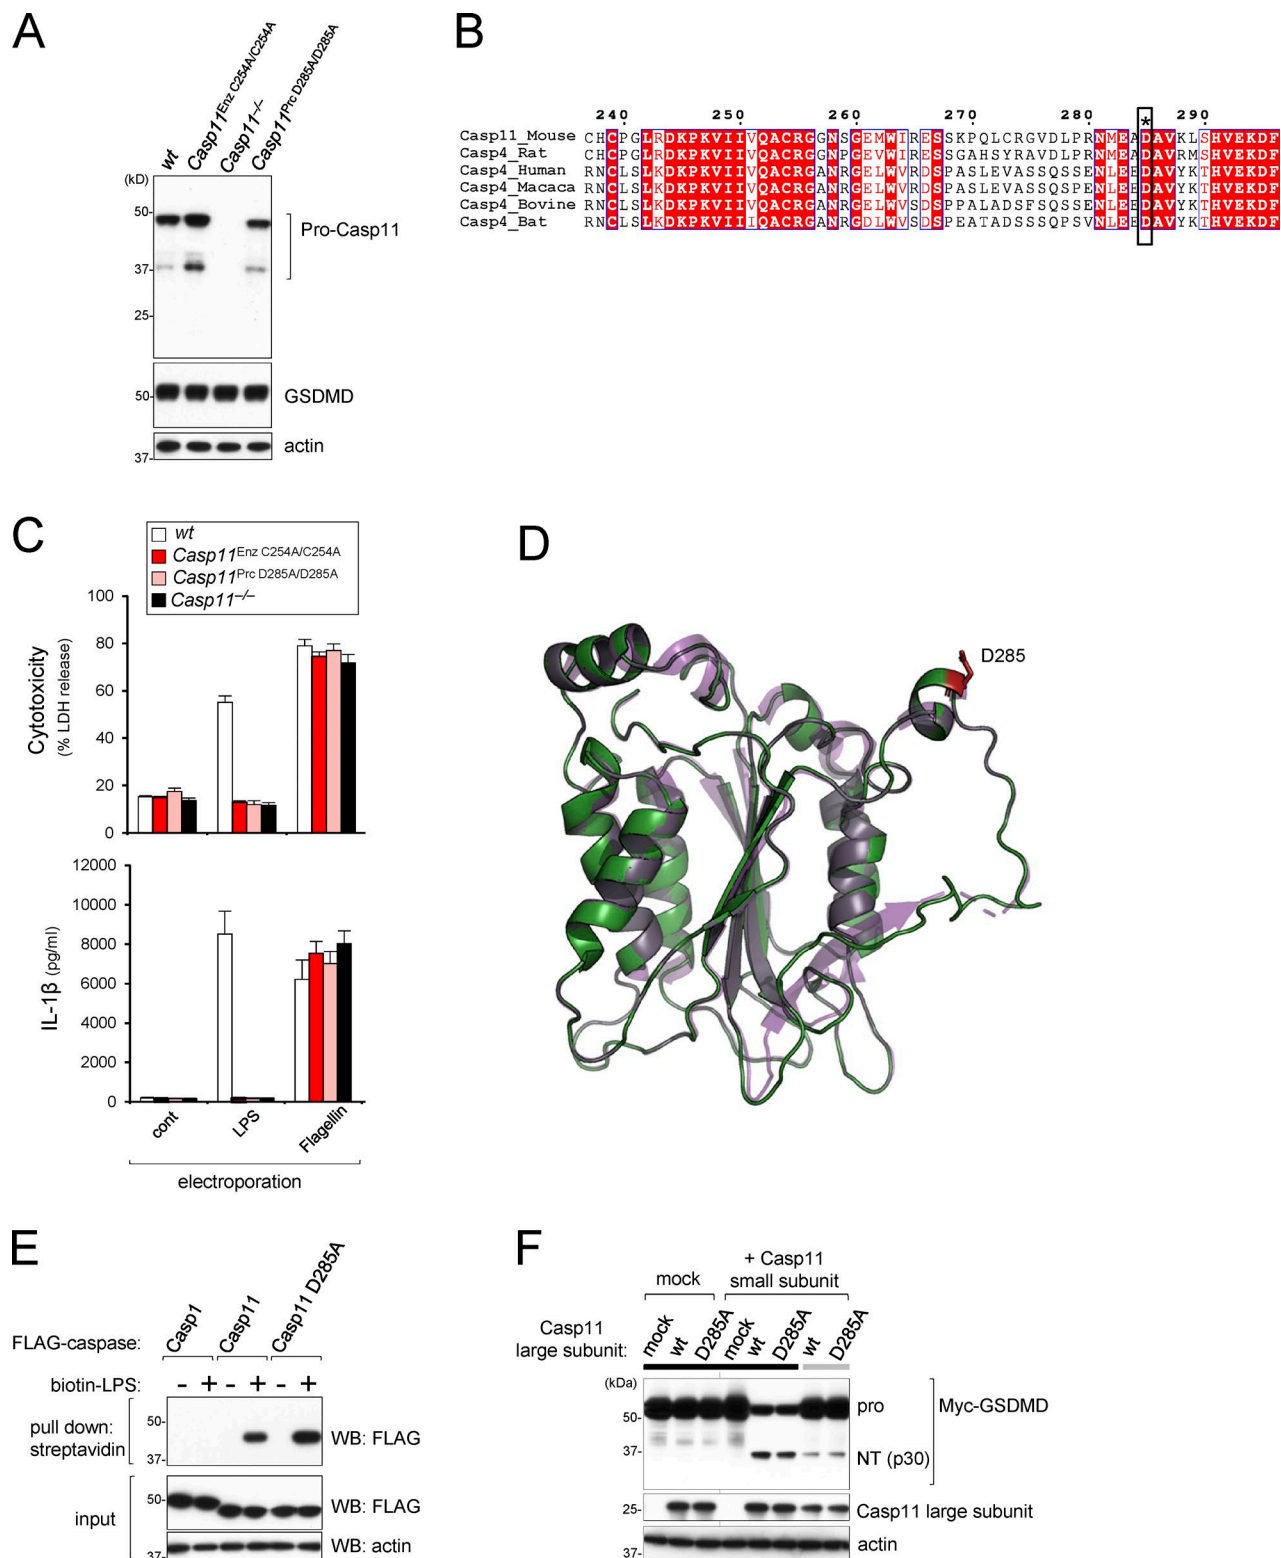 A
wt
Casp11Enz C254A/C254A
Casp11–/–
Casp11Prc D285A/D285A
(kD)
50-
37-
25-
Pro-Casp11
50-
GSDMD
37-
actin
B
240 250 260 270 280 290
*
Casp11_Mouse CHCPGLRDKPKVIIVQACRGGNSGEMWIRESSKPQLCRGVDLPRNMEADAVKLSHVEKDF
Casp4_Rat CHCPGLRDKPKVIIVQACRGGNPGEVWIRESSGAHSYRAVDLPRNMEADAVRMSHVEKDF
Casp4_Human RNCLSLKDKPKVIIVQACRGANRGELWVRDSPASLEVASSQSSENLEEDAVYKTHVEKDF
Casp4_Macaca RNCLSLKDKPKVIIVQACRGANRGELWVRDSPASLEVASSQSPENLEEDAVYKTHVEKDF
Casp4_Bovine RNCLSLKDKPKVIIVQACRGANRGELWVSDSPPALADSFSQSSENLEEDAVYKTHVEKDF
Casp4_Bat RNCLSLKDKPKVIIIQACRGANRGDLWVSDSPEATADSSSQPSVNLEEDAVYKTHVEKDF
C
wt
Casp11Enz C254A/C254A
Casp11Prc D285A/D285A
Casp11–/–
Cytotoxicity
(% LDH release)
100
80
60
40
20
0
IL-1β (pg/ml)
12000
10000
8000
6000
4000
2000
0
cont
LPS
Flagellin
electroporation
D
D285
E
FLAG-caspase:
Casp1
Casp11
Casp11 D285A
biotin-LPS:
- + - + - +
pull down:
streptavidin
50-
37-
WB: FLAG
input
50-
WB: FLAG
37-
WB: actin
F
mock
+ Casp11
small subunit
Casp11
large subunit:
mock
wt
D285A
mock
wt
D285A
wt
D285A
(kDa)
50-
37-
pro
NT (p30)
Myc-GSDMD
25-
Casp11 large subunit
37-
actin